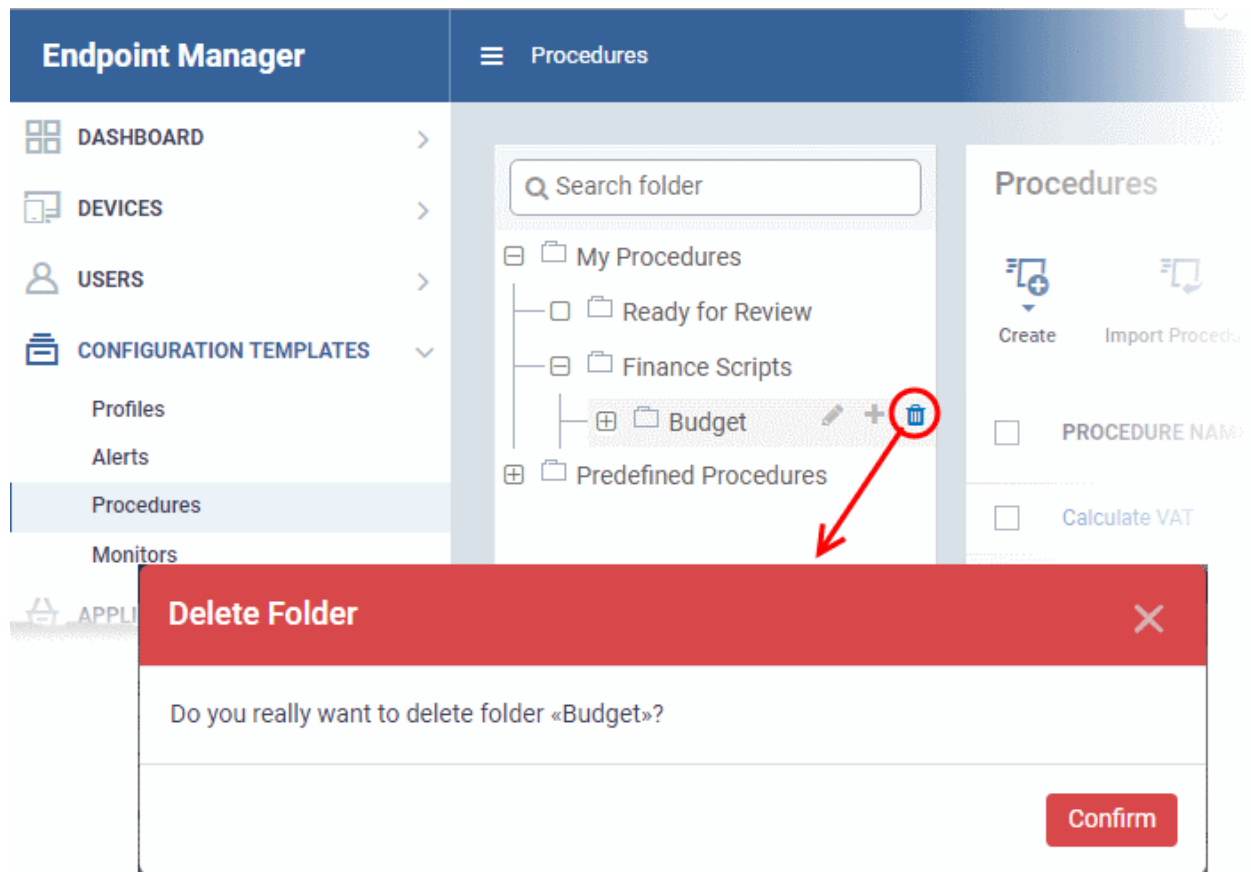 Endpoint Manager
Procedures
DASHBOARD
DEVICES
USERS
CONFIGURATION TEMPLATES
Profiles
Alerts
Procedures
Monitors
Search folder
My Procedures
Ready for Review
Finance Scripts
Budget
Predefined Procedures
Procedures
Create
Import
PROCEDURE
Calculate VAT
Delete Folder
Do you really want to delete folder «Budget»?
Confirm